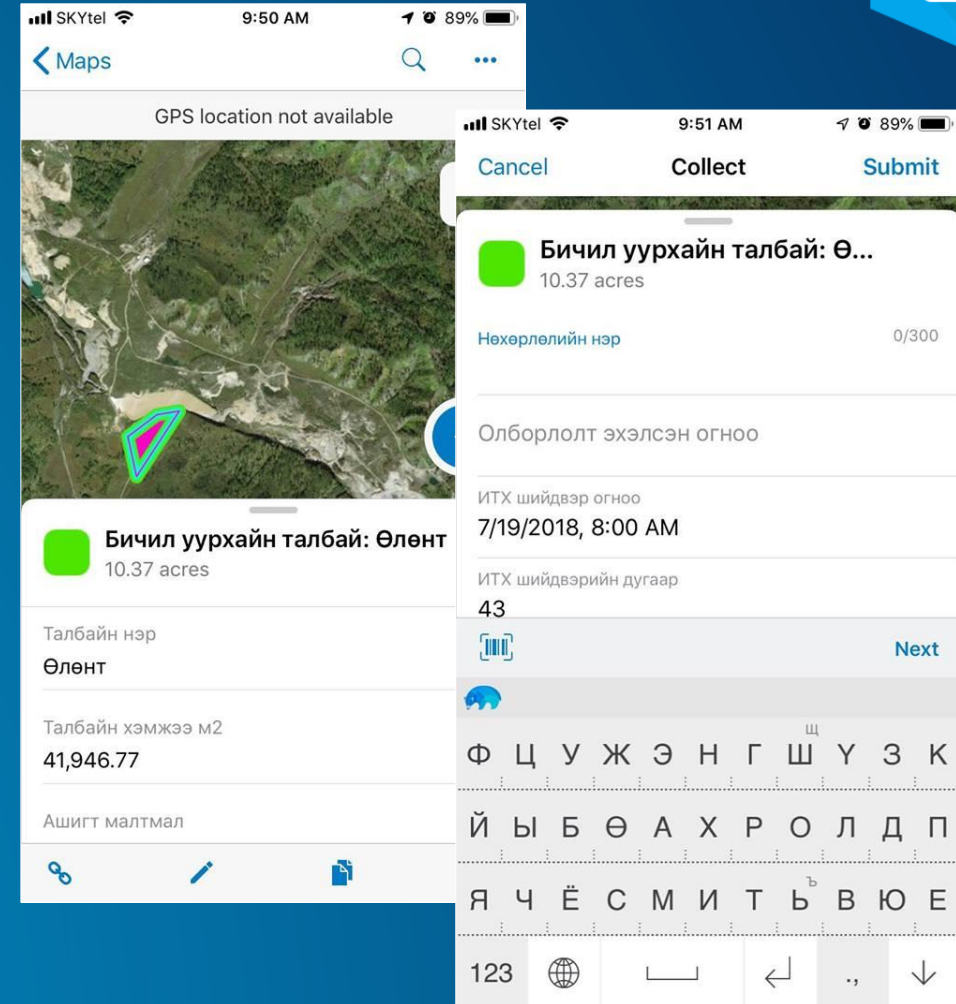 SKYtel 9:50 AM 89%
Maps
GPS location not available
Бичил уурхайн талбай: Өлөнт
10.37 acres
Талбайн нэр
Өлөнт
Талбайн хэмжээ м2
41,946.77
Ашигт малтмал
SKYtel 9:51 AM 89%
Cancel Collect Submit
Бичил уурхайн талбай: Ө...
10.37 acres
Нөхөрлөлийн нэр 0/300
Олборлолт эхэлсэн огноо
ИТХ шийдвэр огноо
7/19/2018, 8:00 AM
ИТХ шийдвэрийн дугаар
43
Next
щ
Ф Ц У Ж Э Н Г Ш Ү З К
Й Ы Б Ө А Х Р О Л Д П
ъ
Я Ч Ё С М И Т Ь В Ю Е
123 .,